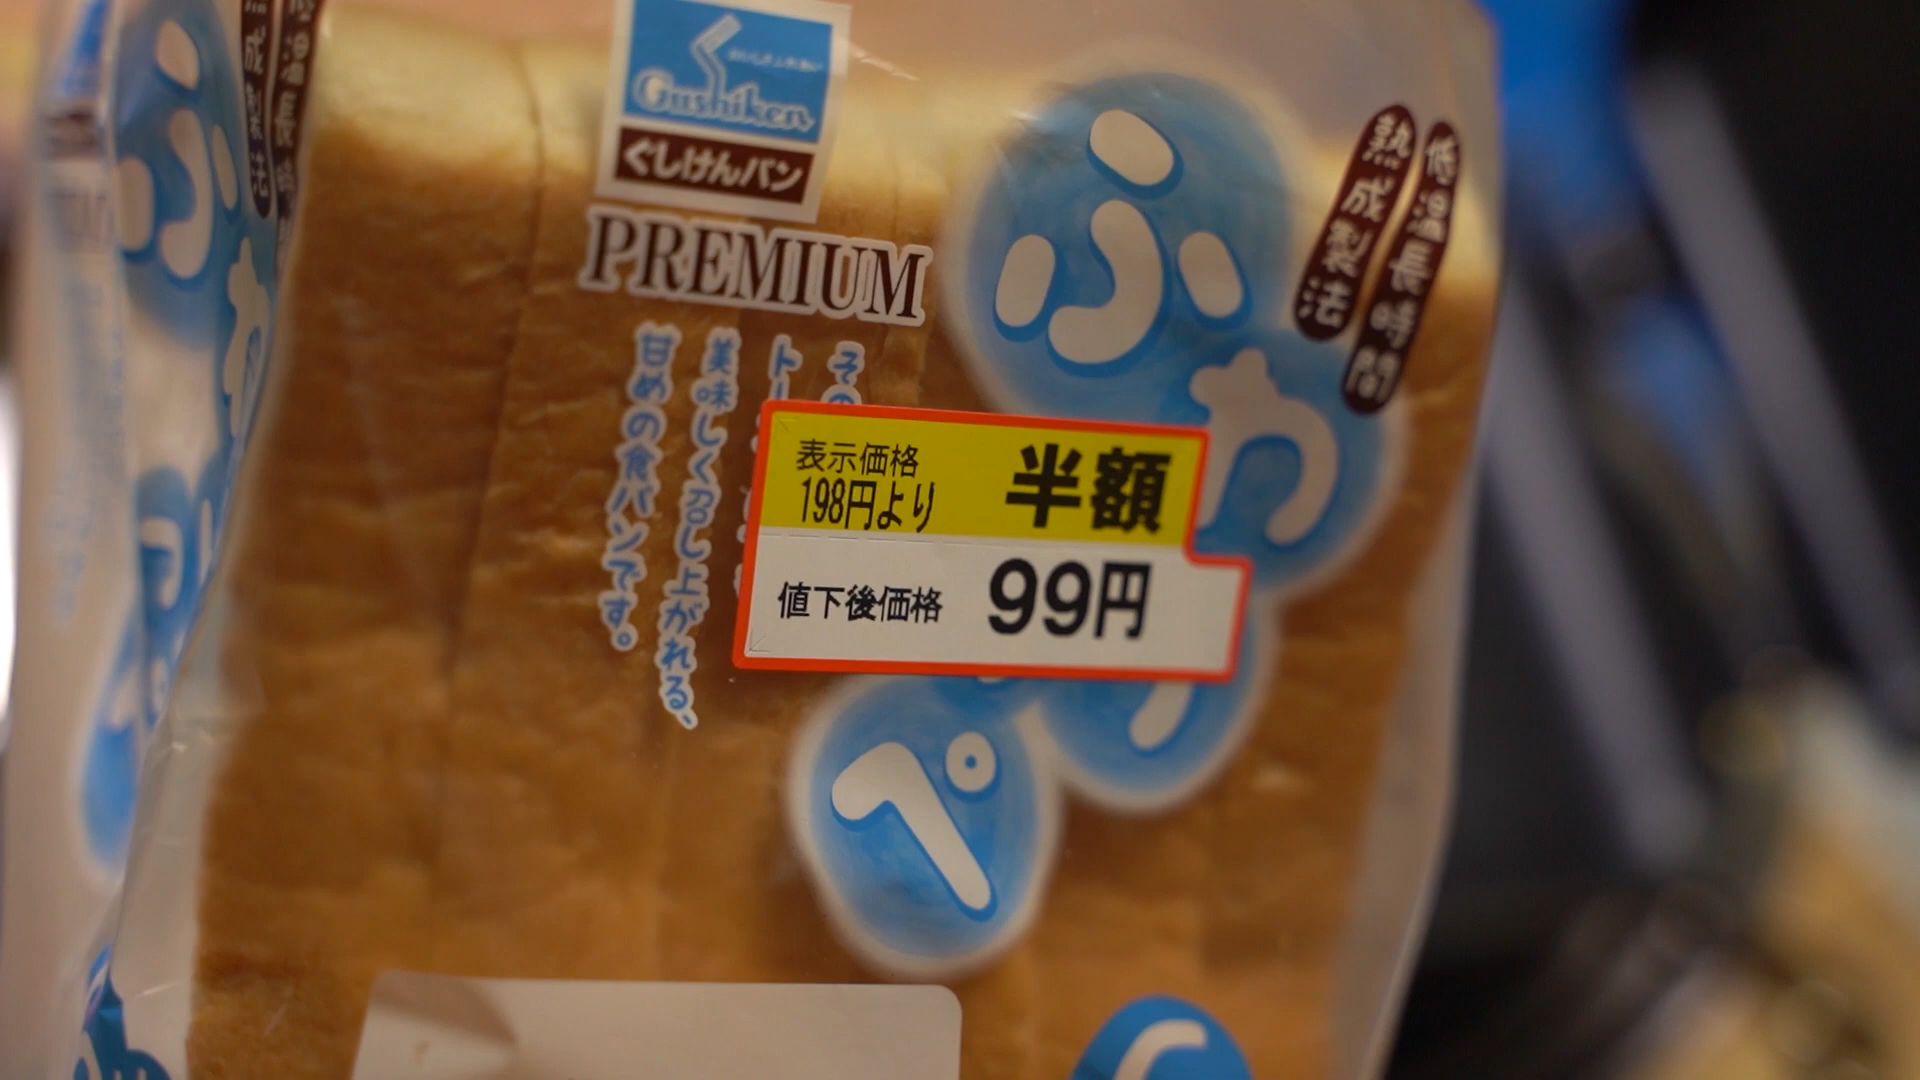 Gushiken
ぐしけんパン
PREMIUM
低温長時間
熟成製法
ふわ
ぺ
その
ト
美味しく召し上がれる、
甘めの食パンです。
表示価格
198円より
半額
値下後価格
99円